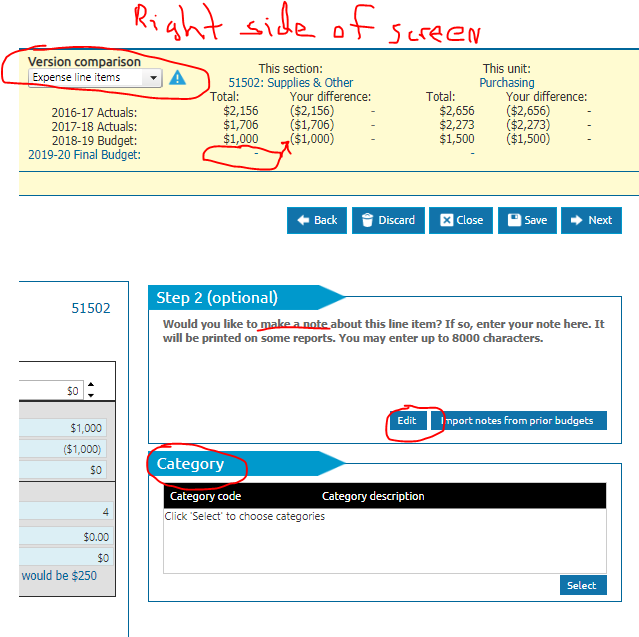 Right side of screen
Version comparison
Expense line items
This section:
This unit:
51502: Supplies & Other
Purchasing
Total: Your difference: Total: Your difference:
2016-17 Actuals: $2,156 ($2,156) - $2,656 ($2,656) -
2017-18 Actuals: $1,706 ($1,706) - $2,273 ($2,273) -
2018-19 Budget: $1,000 ($1,000) - $1,500 ($1,500) -
2019-20 Final Budget: - -
Back Discard Close Save Next
51502
$0
$1,000
($1,000)
$0
4
$0.00
$0
would be $250
Step 2 (optional)
Would you like to make a note about this line item? If so, enter your note here. It
will be printed on some reports. You may enter up to 8000 characters.
Edit Import notes from prior budgets
Category
Category code Category description
Click 'Select' to choose categories
Select